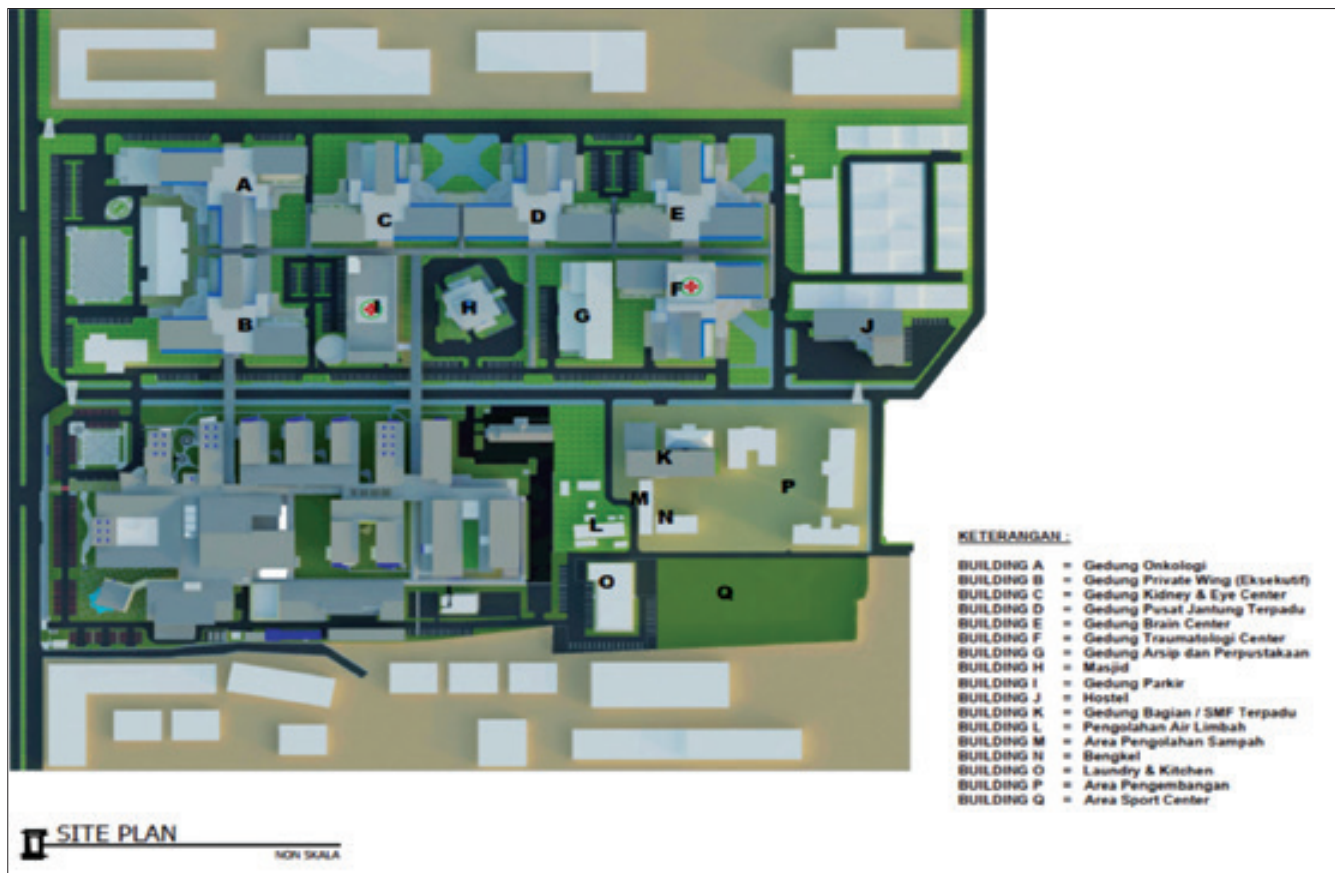 A
C
D
E
I
H
G
F
B
J
K
P
M
N
L
O
Q
KETERANGAN :
BUILDING A = Gedung Onkologi
BUILDING B = Gedung Private Wing (Eksekutif)
BUILDING C = Gedung Kidney & Eye Center
BUILDING D = Gedung Pusat Jantung Terpadu
BUILDING E = Gedung Brain Center
BUILDING F = Gedung Traumatologi Center
BUILDING G = Gedung Arsip dan Perpustakaan
BUILDING H = Masjid
BUILDING I = Gedung Parkir
BUILDING J = Hostel
BUILDING K = Gedung Bagian / SMF Terpadu
BUILDING L = Pengolahan Air Limbah
BUILDING M = Area Pengolahan Sampah
BUILDING N = Bengkel
BUILDING O = Laundry & Kitchen
BUILDING P = Area Pengembangan
BUILDING Q = Area Sport Center
SITE PLAN
NON SKALA